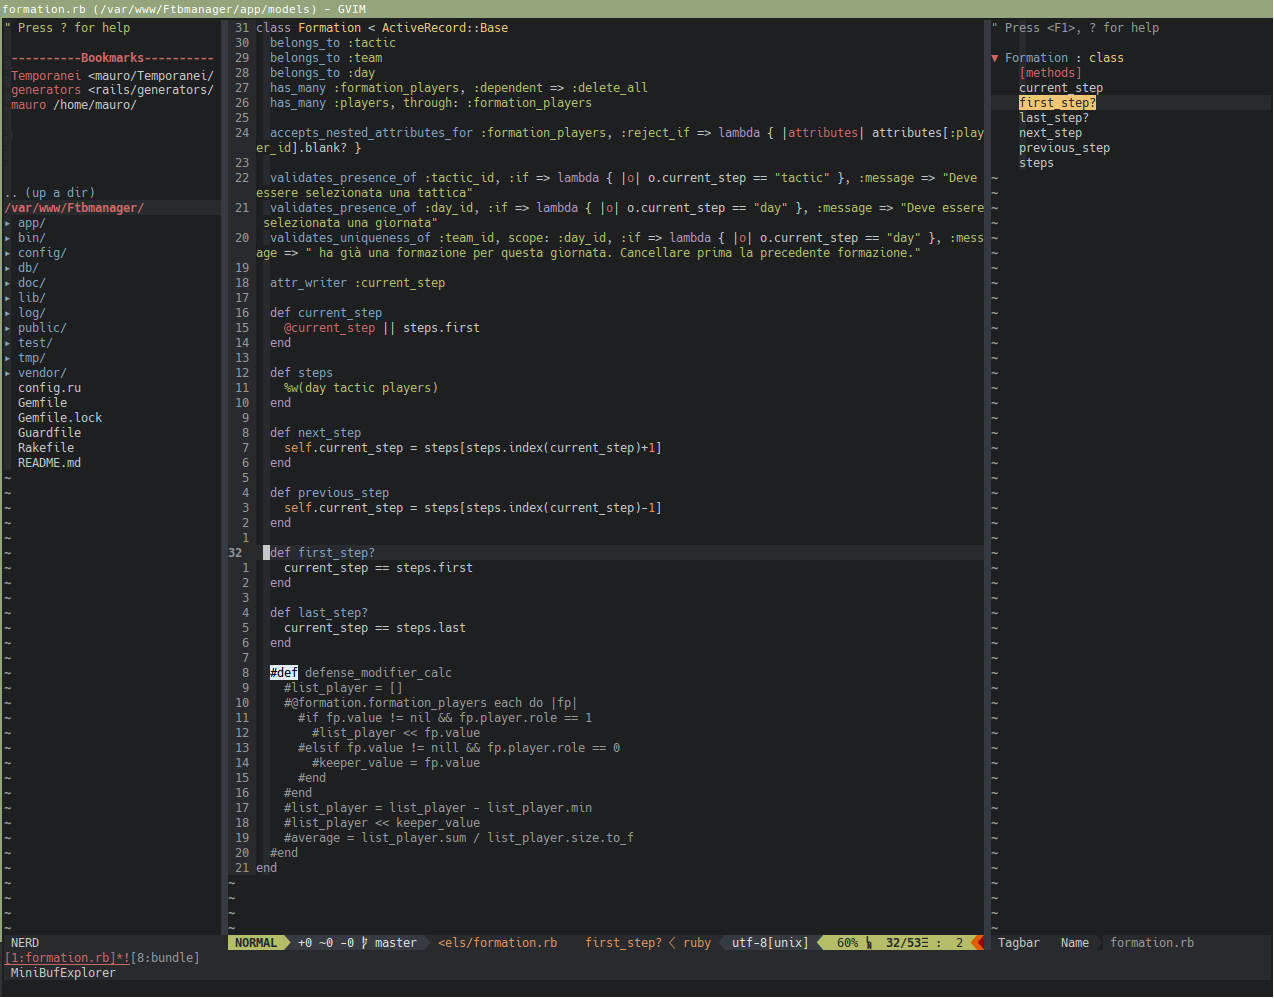 formation.rb (/var/www/Ftbmanager/app/models) - GVIM
" Press ? for help
----------Bookmarks----------
Temporanei <mauro/Temporanei/
generators <rails/generators/
mauro /home/mauro/
.. (up a dir)
/var/www/Ftbmanager/
▸ app/
▸ bin/
▸ config/
▸ db/
▸ doc/
▸ lib/
▸ log/
▸ public/
▸ test/
▸ tmp/
▸ vendor/
config.ru
Gemfile
Gemfile.lock
Guardfile
Rakefile
README.md
31 class Formation < ActiveRecord::Base
30   belongs_to :tactic
29   belongs_to :team
28   belongs_to :day
27   has_many :formation_players, :dependent => :delete_all
26   has_many :players, through: :formation_players
25
24   accepts_nested_attributes_for :formation_players, :reject_if => lambda { |attributes| attributes[:play
er_id].blank? }
23
22   validates_presence_of :tactic_id, :if => lambda { |o| o.current_step == "tactic" }, :message => "Deve
essere selezionata una tattica"
21   validates_presence_of :day_id, :if => lambda { |o| o.current_step == "day" }, :message => "Deve essere
selezionata una giornata"
20   validates_uniqueness_of :team_id, scope: :day_id, :if => lambda { |o| o.current_step == "day" }, :mess
age => " ha già una formazione per questa giornata. Cancellare prima la precedente formazione."
19
18   attr_writer :current_step
17
16   def current_step
15     @current_step || steps.first
14   end
13
12   def steps
11     %w(day tactic players)
10   end
9
8   def next_step
7     self.current_step = steps[steps.index(current_step)+1]
6   end
5
4   def previous_step
3     self.current_step = steps[steps.index(current_step)-1]
2   end
1
32   def first_step?
1     current_step == steps.first
2   end
3
4   def last_step?
5     current_step == steps.last
6   end
7
8   #def defense_modifier_calc
9     #list_player = []
10     #@formation.formation_players each do |fp|
11       #if fp.value != nil && fp.player.role == 1
12         #list_player << fp.value
13       #elsif fp.value != nill && fp.player.role == 0
14         #keeper_value = fp.value
15       #end
16     #end
17     #list_player = list_player - list_player.min
18     #list_player << keeper_value
19     #average = list_player.sum / list_player.size.to_f
20   #end
21 end
" Press <F1>, ? for help
▼ Formation : class
[methods]
current_step
first_step?
last_step?
next_step
previous_step
steps
NERD
NORMAL +0 ~0 -0 master <els/formation.rb first_step? ruby utf-8[unix] 60% 32/53 : 2
Tagbar Name formation.rb
[1:formation.rb]*![8:bundle]
MiniBufExplorer